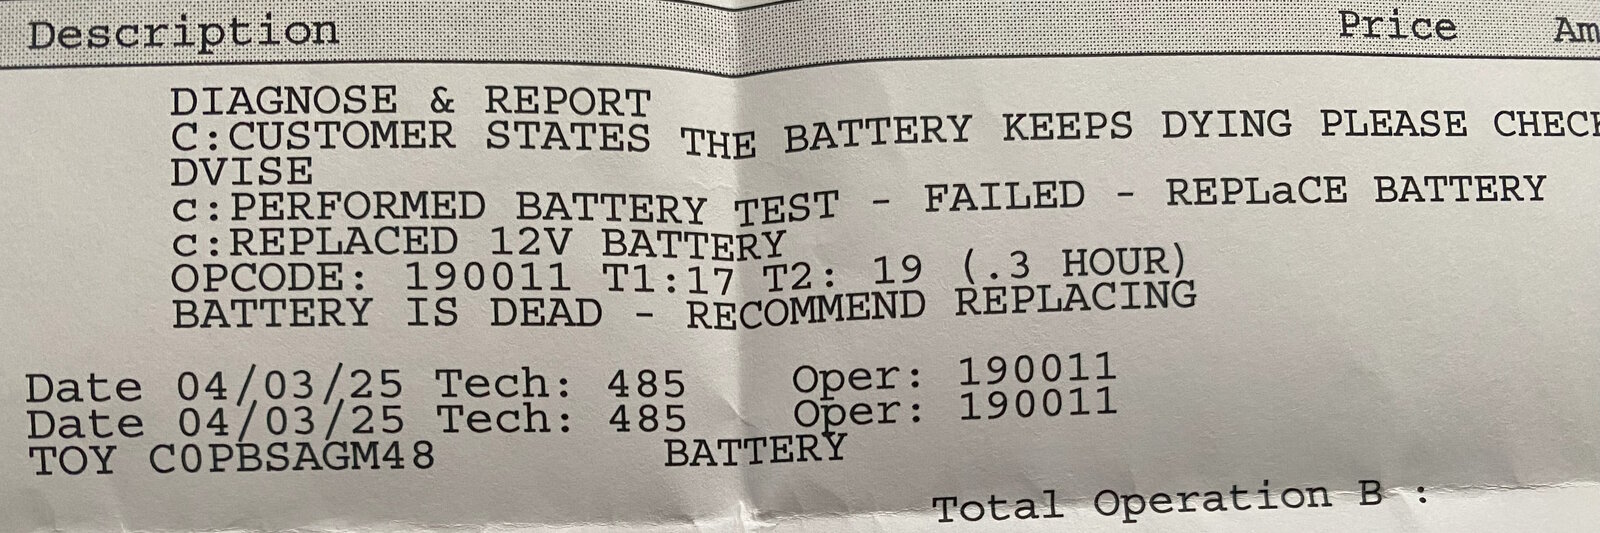 Description Price Am
DIAGNOSE & REPORT
C:CUSTOMER STATES THE BATTERY KEEPS DYING PLEASE CHECK
DVISE
c:PERFORMED BATTERY TEST - FAILED - REPLaCE BATTERY
c:REPLACED 12V BATTERY
OPCODE: 190011 T1:17 T2: 19 (.3 HOUR)
BATTERY IS DEAD - RECOMMEND REPLACING
Date 04/03/25 Tech: 485 Oper: 190011
Date 04/03/25 Tech: 485 Oper: 190011
TOY C0PBSAGM48 BATTERY
Total Operation B :